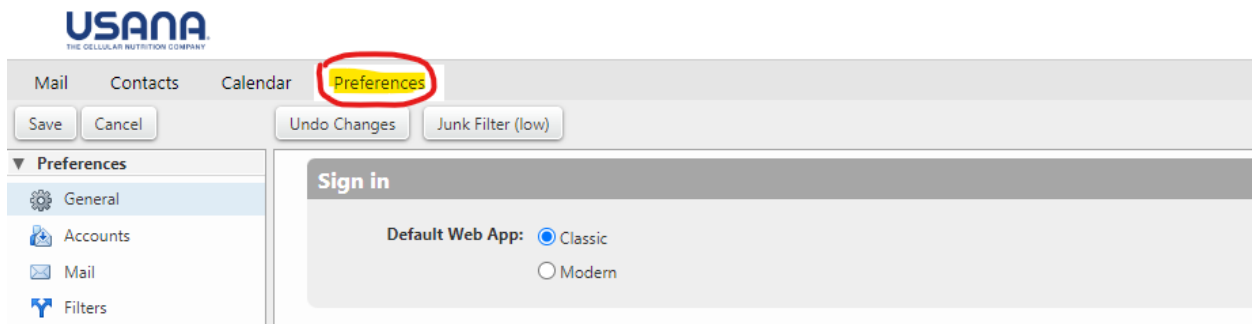 USANA
THE CELLULAR NUTRITION COMPANY
Mail Contacts Calendar Preferences
Save Cancel Undo Changes Junk Filter (low)
Preferences
Sign in
General
Accounts
Default Web App: Classic
Mail
Modern
Filters